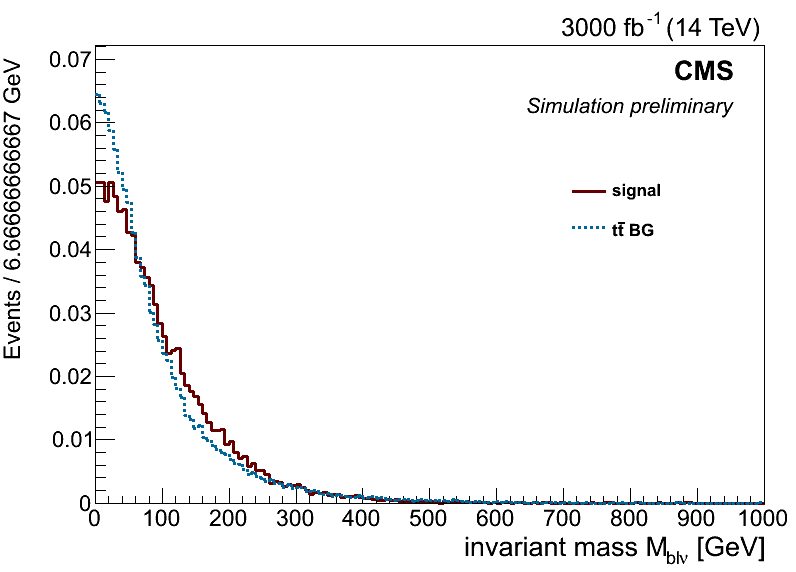 3000 fb⁻¹ (14 TeV)
CMS
Simulation preliminary
signal
tt̅ BG
Events / 6.66666666667 GeV
0.07
0.06
0.05
0.04
0.03
0.02
0.01
0
0 100 200 300 400 500 600 700 800 900 1000
invariant mass M_blν [GeV]